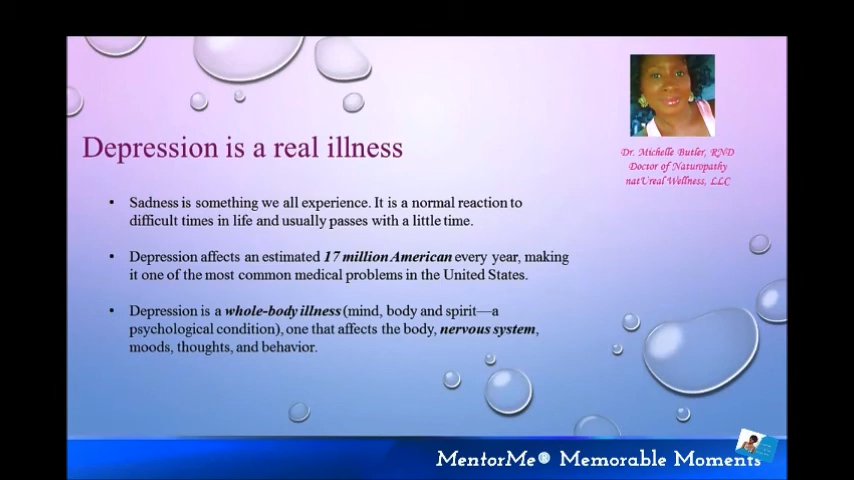 Depression is a real illness
Dr. Michelle Butler, RND
Doctor of Naturopathy
natUreal Wellness, LLC
• Sadness is something we all experience. It is a normal reaction to
difficult times in life and usually passes with a little time.
• Depression affects an estimated 17 million American every year, making
it one of the most common medical problems in the United States.
• Depression is a whole-body illness (mind, body and spirit—a
psychological condition), one that affects the body, nervous system,
moods, thoughts, and behavior.
MentorMe® Memorable Moments